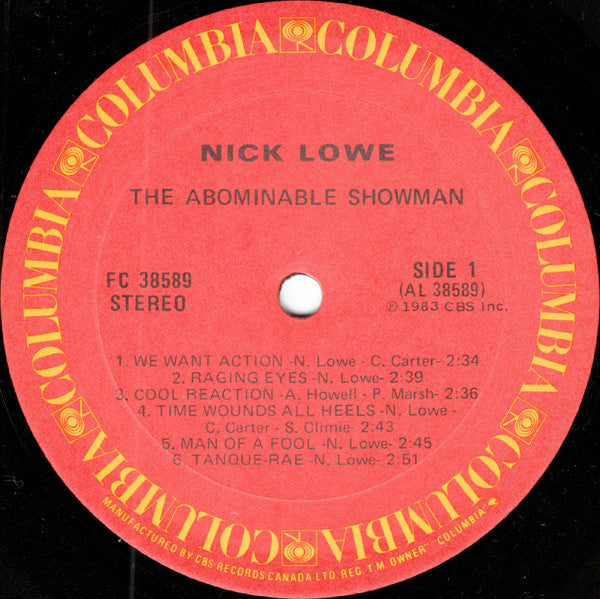 COLUMBIA COLUMBIA COLUMBIA COLUMBIA COLUMBIA COLUMBIA COLUMBIA COLUMBIA
NICK LOWE
THE ABOMINABLE SHOWMAN
FC 38589
STEREO
SIDE 1
(AL 38589)
℗ 1983 CBS Inc.
1. WE WANT ACTION -N. Lowe - C. Carter- 2:34
2. RAGING EYES -N. Lowe- 2:39
3. COOL REACTION -A. Howell - P. Marsh- 2:36
4. TIME WOUNDS ALL HEELS -N. Lowe -
C. Carter - S. Climie- 2:43
5. MAN OF A FOOL -N. Lowe- 2:45
6. TANQUE-RAE -N. Lowe- 2:51
MANUFACTURED BY CBS RECORDS CANADA LTD. REG. T.M. OWNER "COLUMBIA"